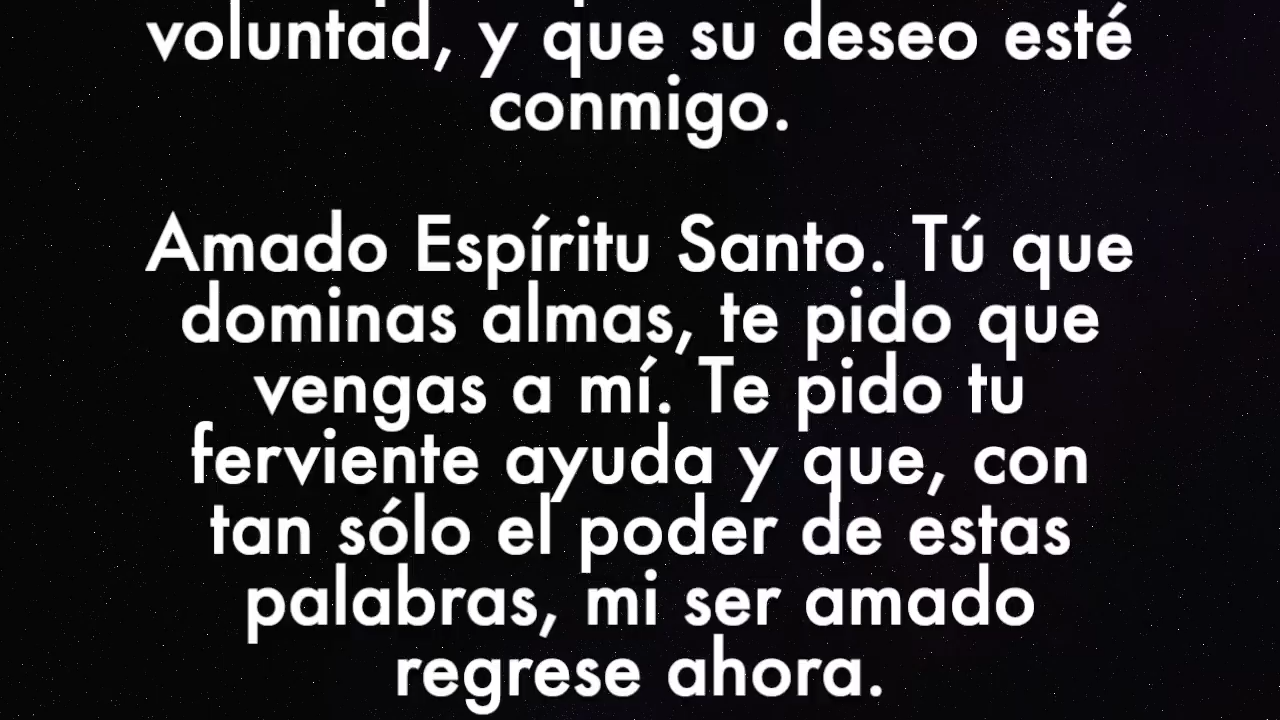 voluntad, y que su deseo esté
conmigo.
Amado Espíritu Santo. Tú que
dominas almas, te pido que
vengas a mí. Te pido tu
ferviente ayuda y que, con
tan sólo el poder de estas
palabras, mi ser amado
regrese ahora.